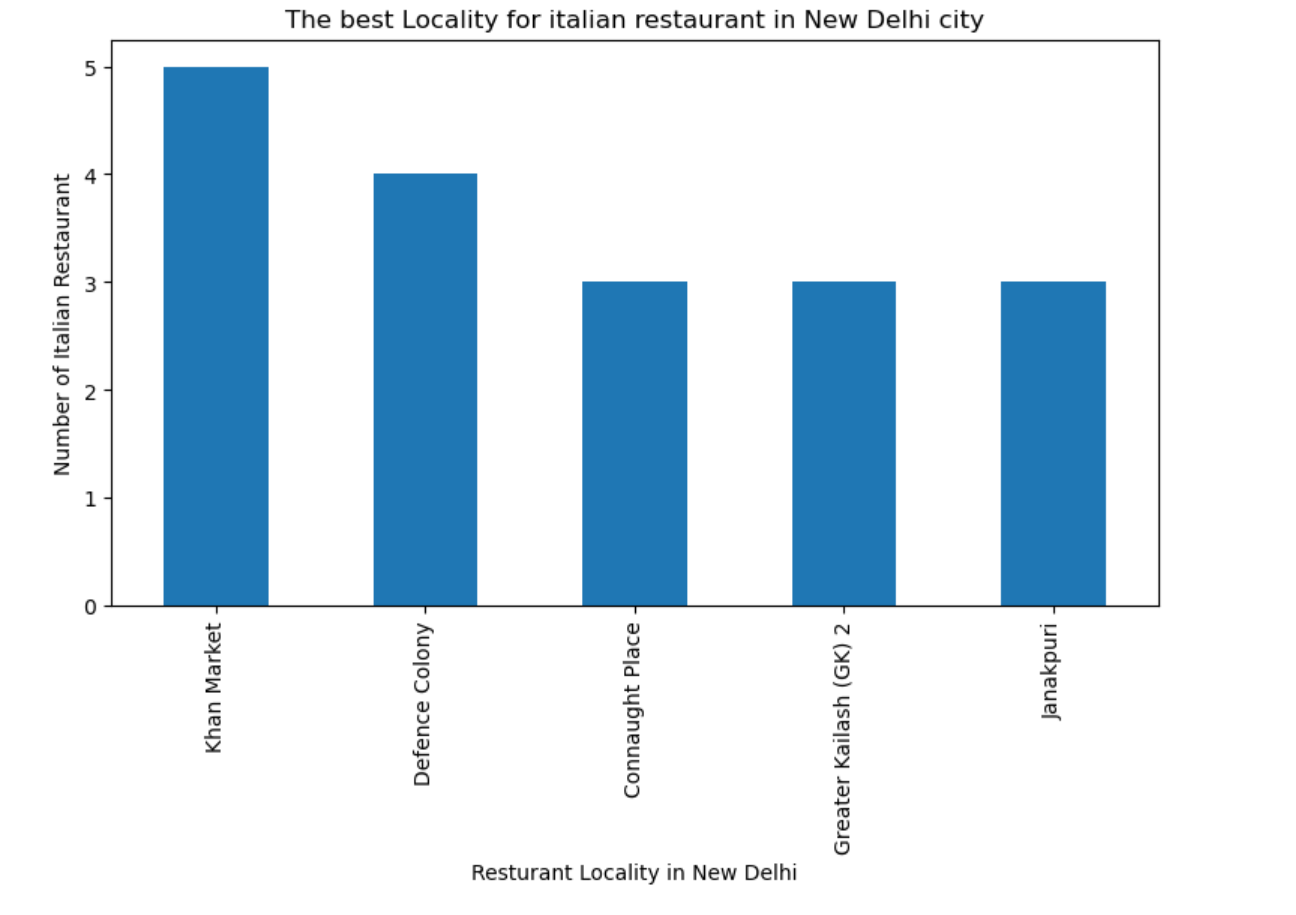 The best Locality for italian restaurant in New Delhi city
Number of Italian Restaurant
5
4
3
2
1
0
Khan Market
Defence Colony
Connaught Place
Greater Kailash (GK) 2
Janakpuri
Resturant Locality in New Delhi